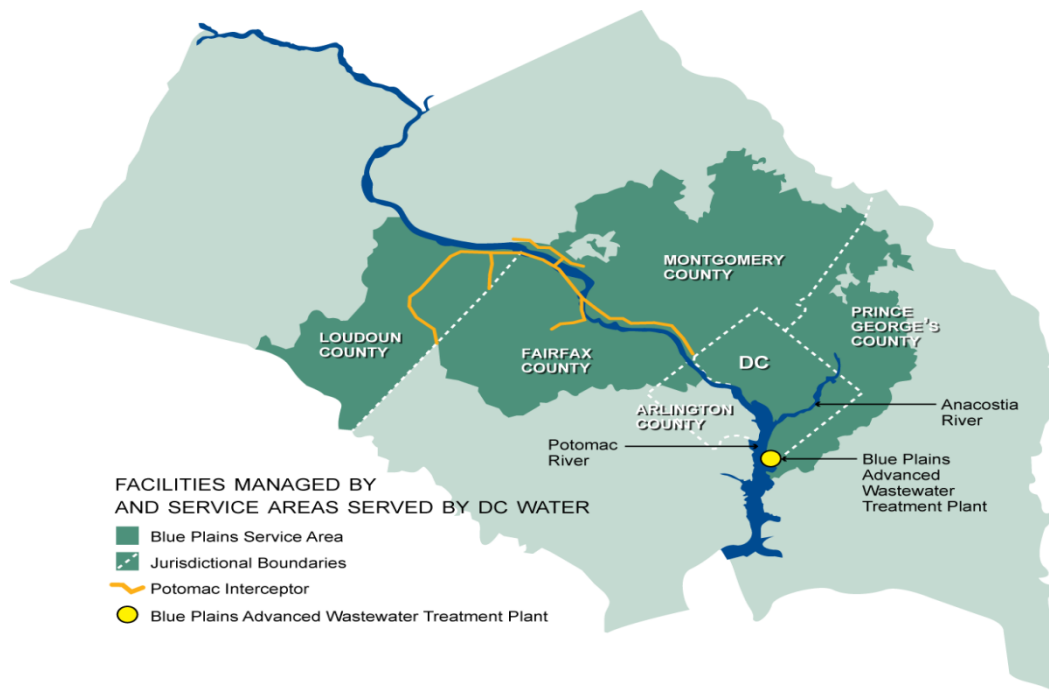 MONTGOMERY
COUNTY
PRINCE
GEORGE'S
COUNTY
LOUDOUN
COUNTY
FAIRFAX
COUNTY
DC
ARLINGTON
COUNTY
Anacostia
River
Potomac
River
Blue Plains
Advanced
Wastewater
Treatment Plant
FACILITIES MANAGED BY
AND SERVICE AREAS SERVED BY DC WATER
Blue Plains Service Area
Jurisdictional Boundaries
Potomac Interceptor
Blue Plains Advanced Wastewater Treatment Plant